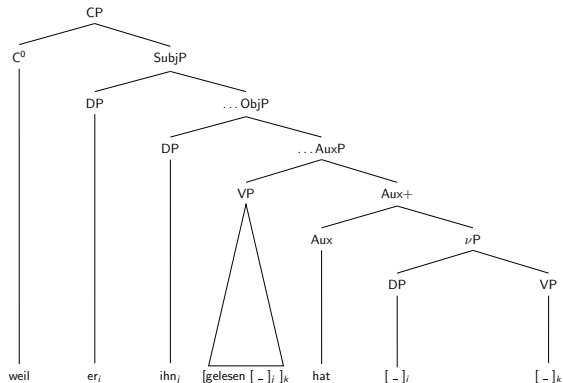 CP
C⁰ SubjP
DP ...ObjP
DP ...AuxP
VP Aux+
Aux νP
DP VP
weil erᵢ ihnⱼ [gelesen [ _ ]ⱼ ]ₖ hat [ _ ]ᵢ [ _ ]ₖ